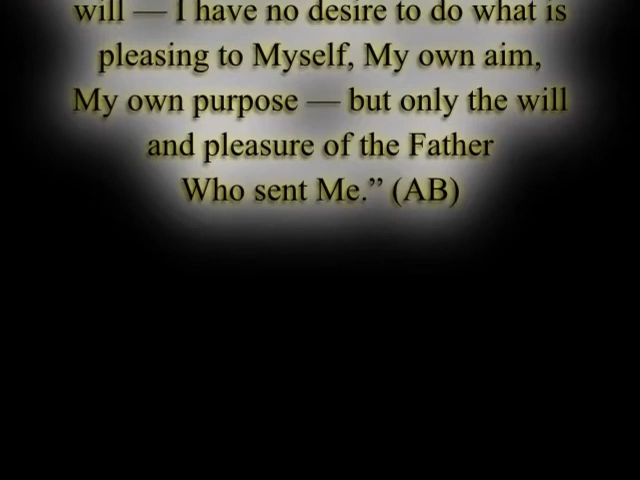 will — I have no desire to do what is
pleasing to Myself, My own aim,
My own purpose — but only the will
and pleasure of the Father
Who sent Me.” (AB)